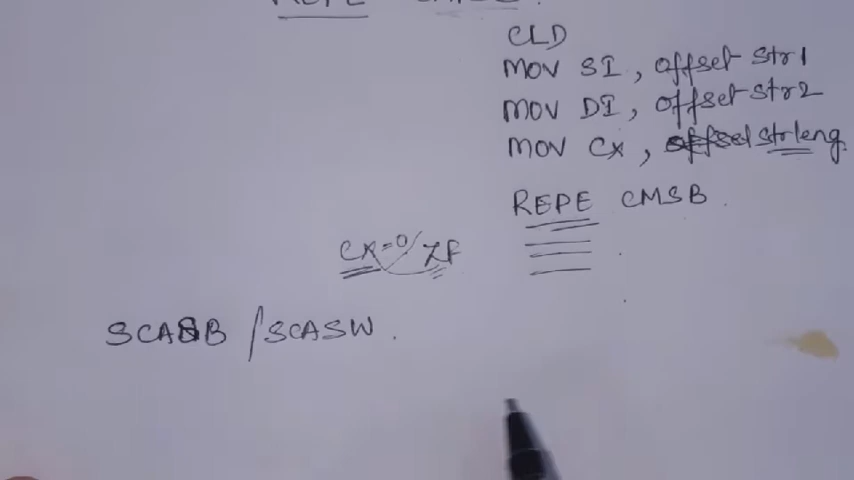 CLD
MOV SI, offset str1
MOV DI, offset str2
MOV CX, strleng.
REPE CMSB.
CX=0/ZF
SCASB/SCASW.